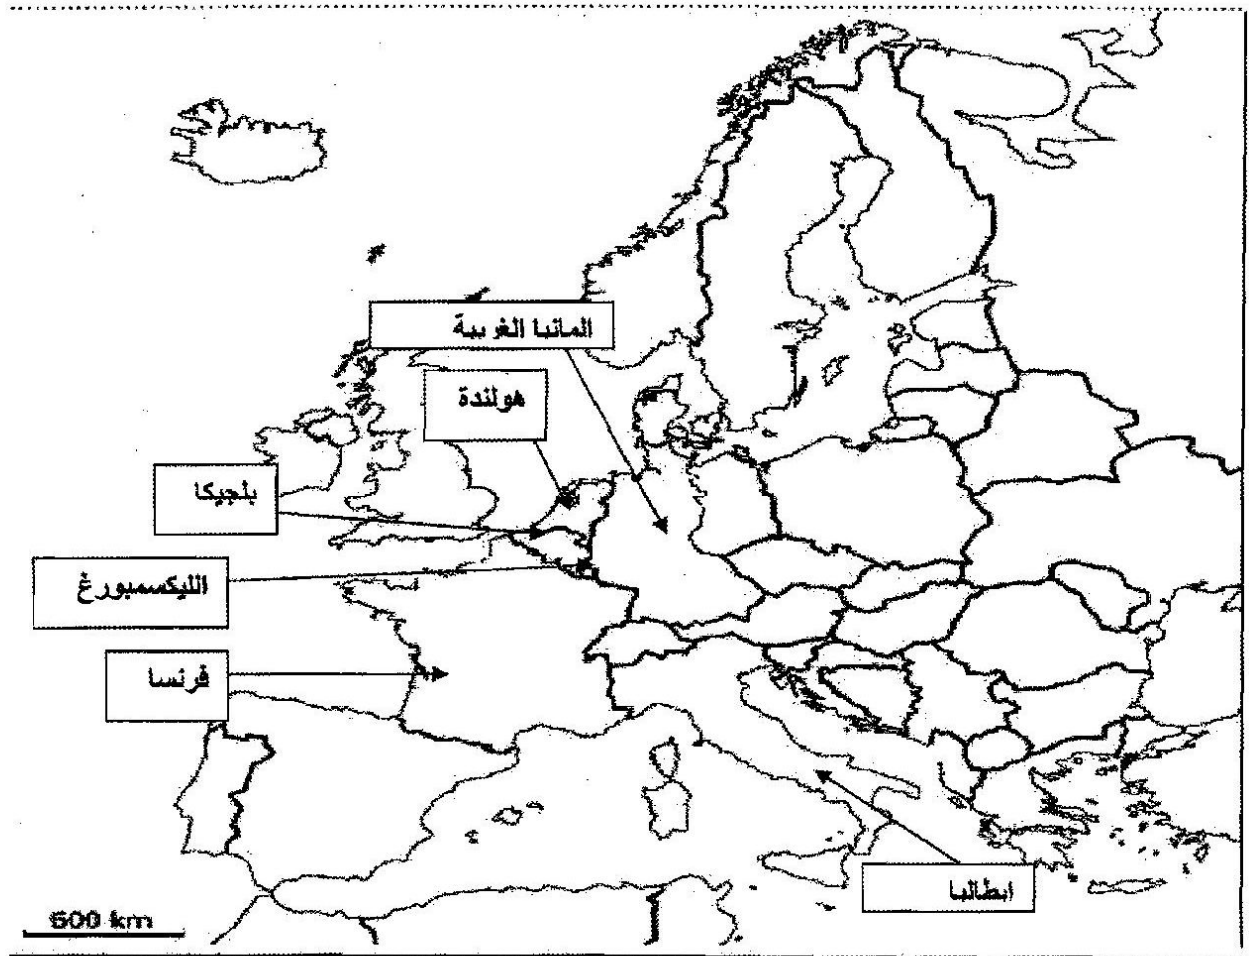 المانيا الغربية
هولندة
بلجيكا
الليكسمبورغ
فرنسا
ايطاليا
600 km